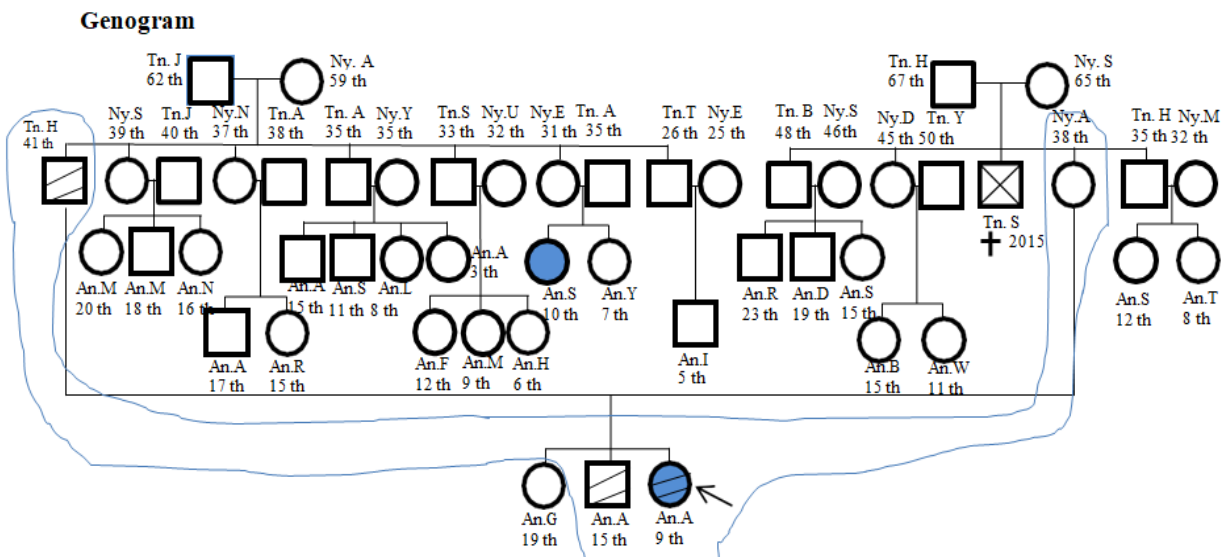 Genogram
Tn. J
62 th
Ny. A
59 th
Tn. H
67 th
Ny. S
65 th
Tn. H
41 th
Ny.S
39 th
Tn.J
40 th
Ny.N
37 th
Tn.A
38 th
Tn. A
35 th
Ny.Y
35 th
Tn.S
33 th
Ny.U
32 th
Ny.E
31 th
Tn. A
35 th
Tn.T
26 th
Ny.E
25 th
Tn. B
48 th
Ny.S
46th
Ny.D
45 th
Tn. Y
50 th
Ny.A
38 th
Tn. H
35 th
Ny.M
32 th
Tn. S
2015
An.M
20 th
An.M
18 th
An.N
16 th
An.A
15 th
An.S
11 th
An.L
8 th
An.A
3 th
An.S
10 th
An.Y
7 th
An.R
23 th
An.D
19 th
An.S
15 th
An.S
12 th
An.T
8 th
An.A
17 th
An.R
15 th
An.F
12 th
An.M
9 th
An.H
6 th
An.I
5 th
An.B
15 th
An.W
11 th
An.G
19 th
An.A
15 th
An.A
9 th